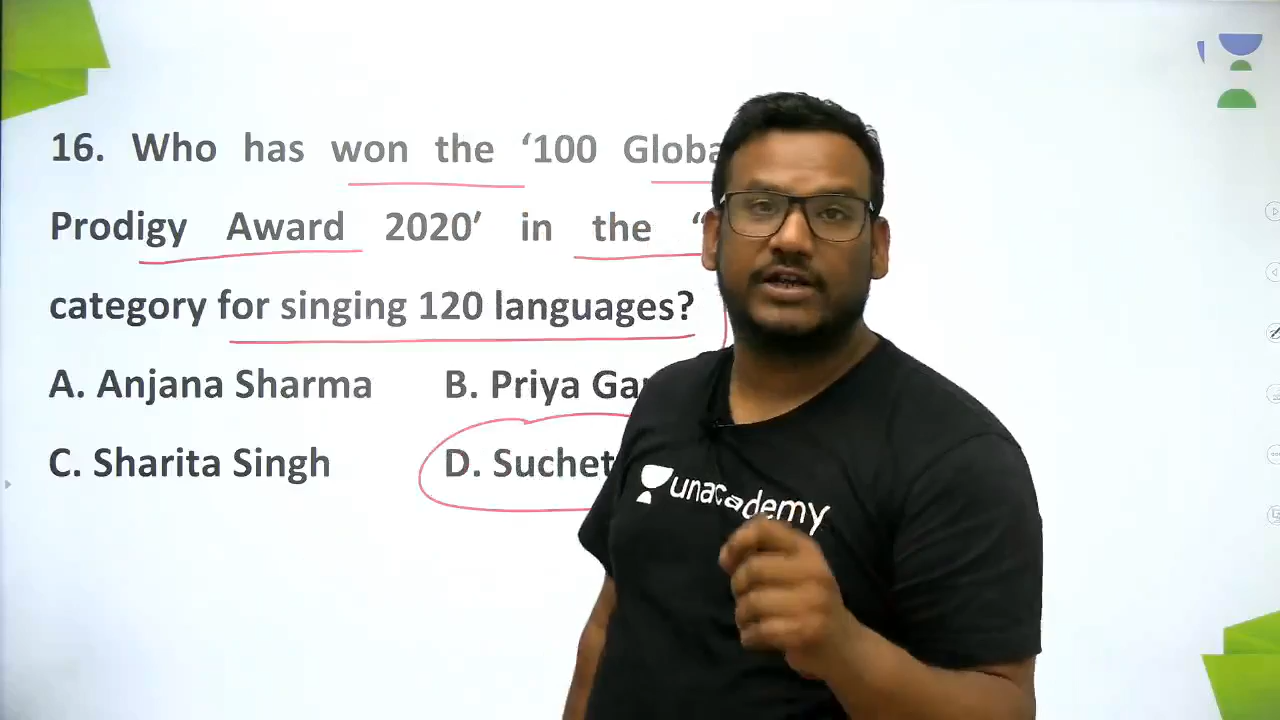 16. Who has won the ‘100 Globa
Prodigy Award 2020’ in the ‘
category for singing 120 languages?
A. Anjana Sharma B. Priya Ga
C. Sharita Singh D. Suchet
unacademy